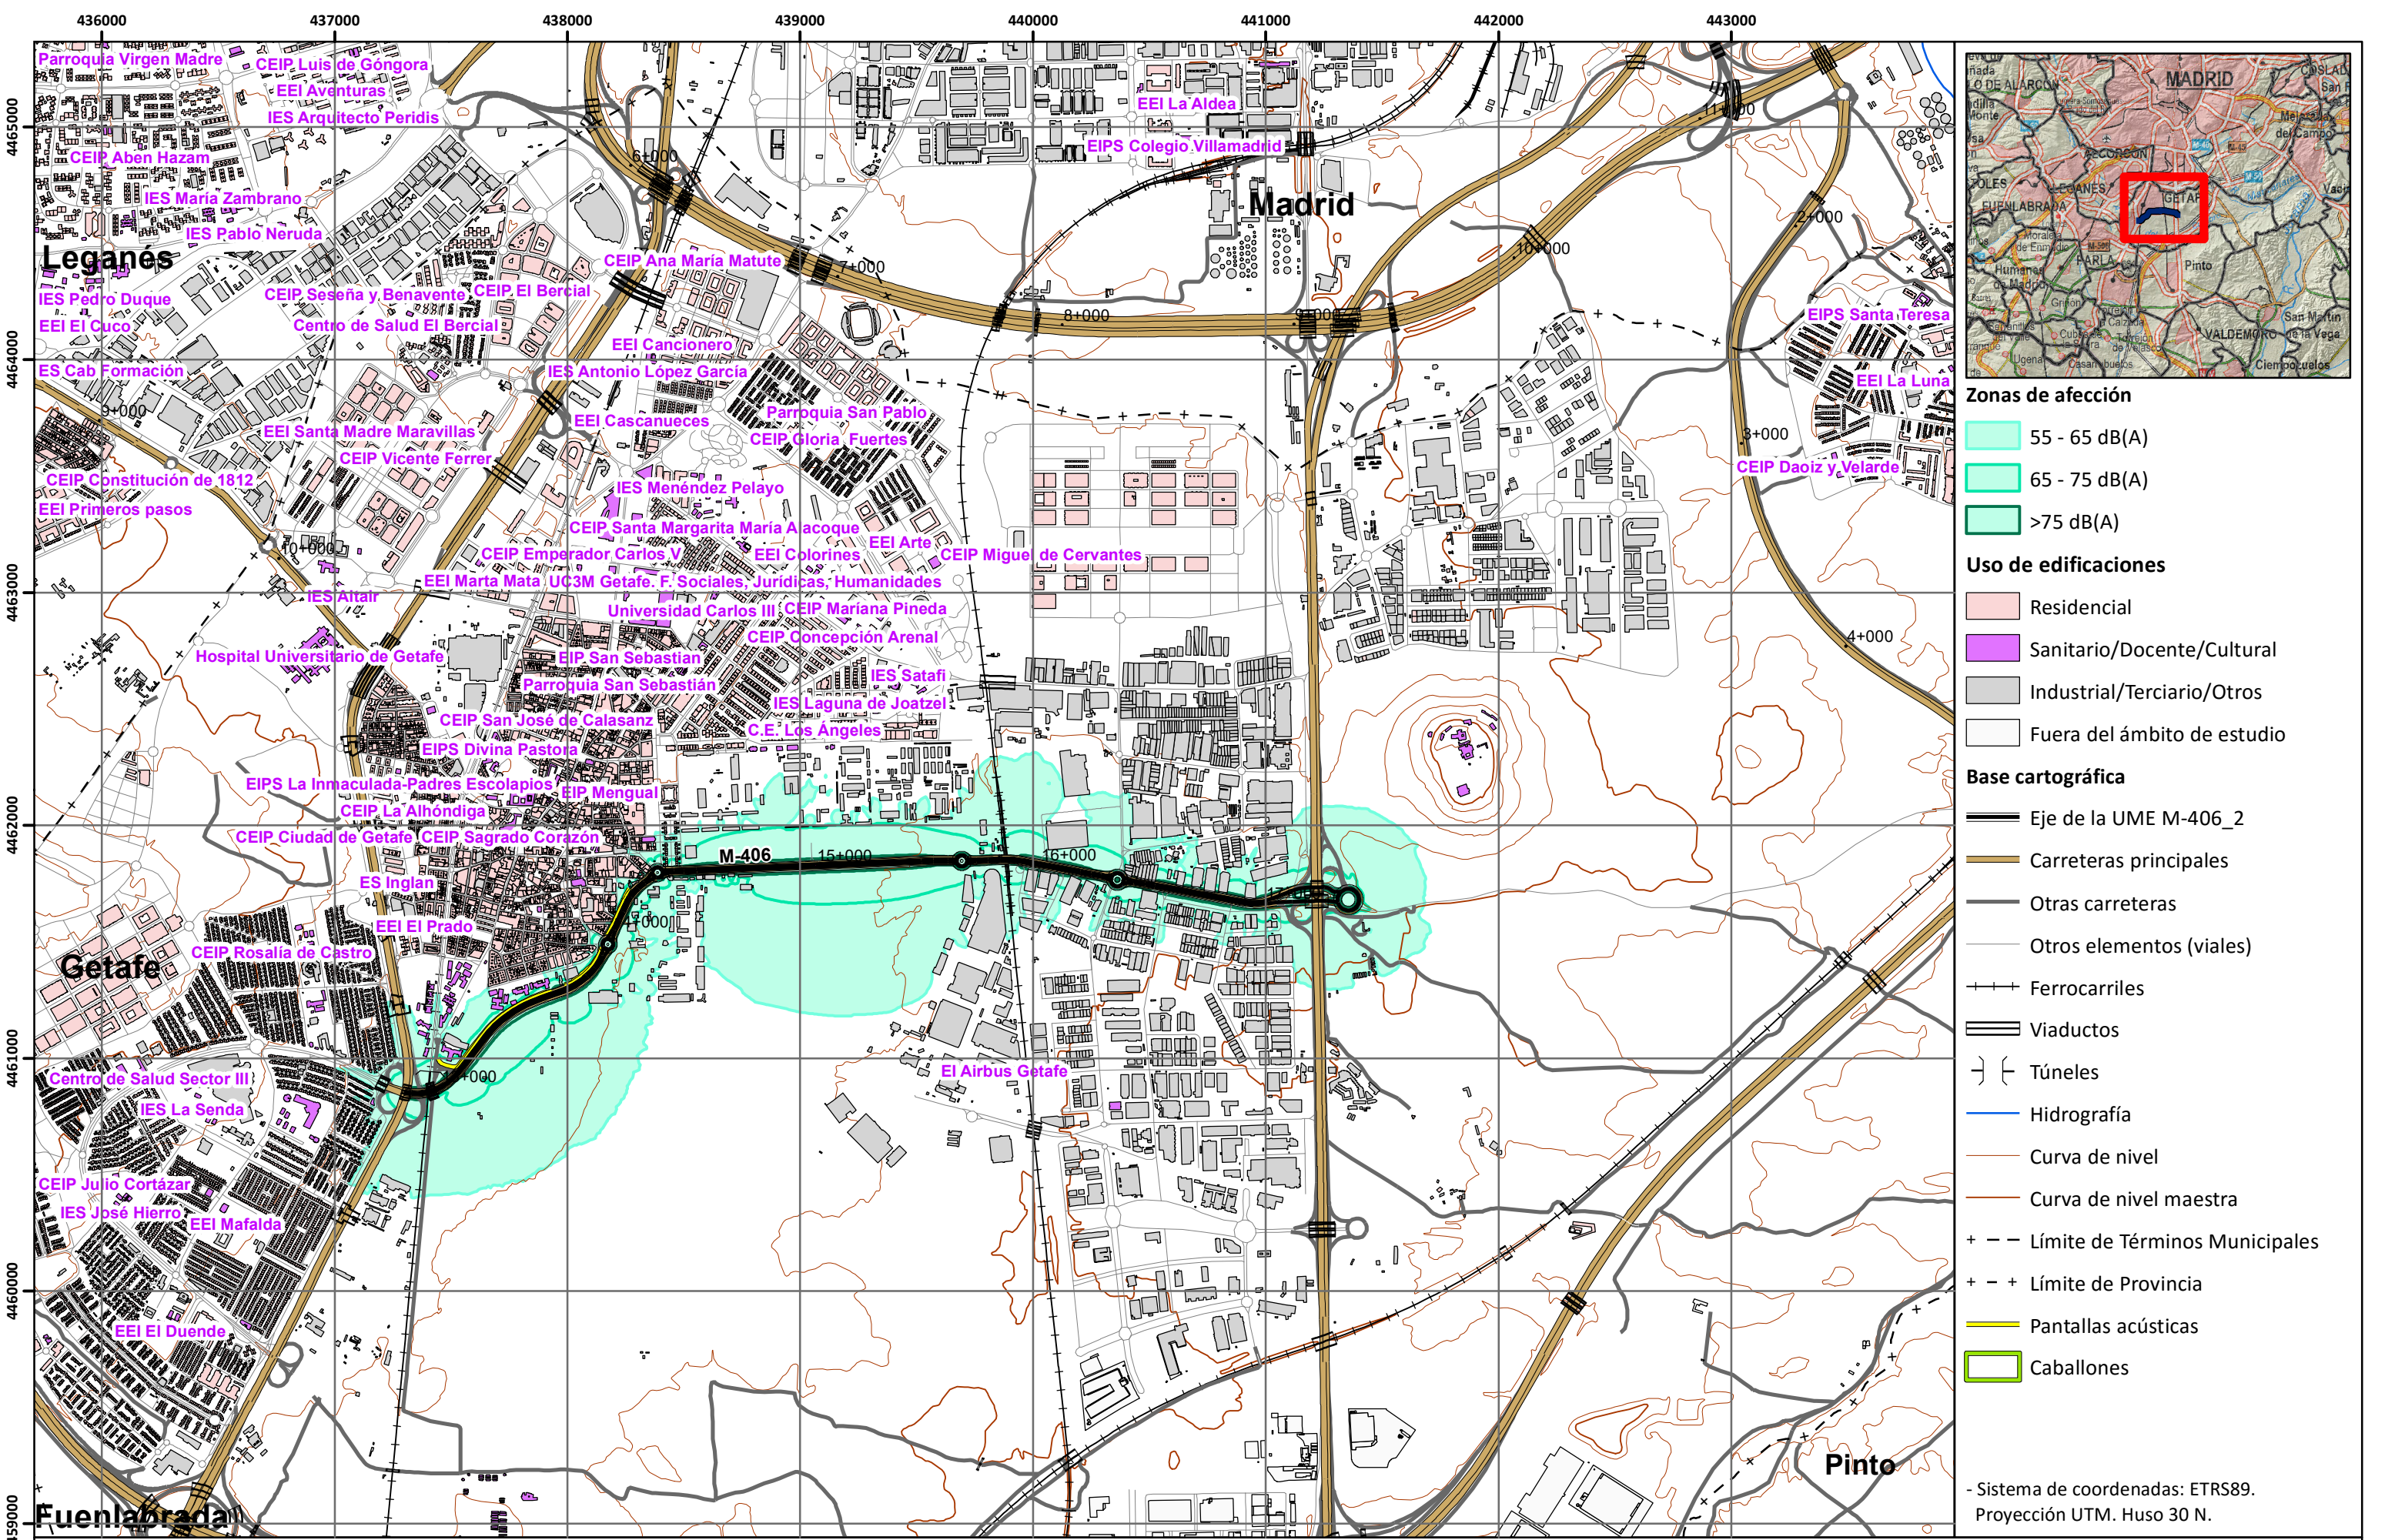 436000 437000 438000 439000 440000 441000 442000 443000
Parroquia Virgen Madre
CEIP Luis de Góngora
EEI Aventuras
IES Arquitecto Peridis
CEIP Aben Hazam
IES María Zambrano
IES Pablo Neruda
Leganés
IES Pedro Duque
EEI El Cuco
ES Cab Formación
CEIP Seseña y Benavente
CEIP El Bercial
Centro de Salud El Bercial
CEIP Ana María Matute
EEI Cancionero
IES Antonio López García
EEI Cascanueces
Parroquia San Pablo
CEIP Gloria Fuertes
EEI Santa Madre Maravillas
CEIP Vicente Ferrer
CEIP Constitución de 1812
EEI Primeros pasos
IES Menéndez Pelayo
CEIP Santa Margarita María Alacoque
CEIP Emperador Carlos V
EEI Colorines
EEI Arte
CEIP Miguel de Cervantes
EEI Marta Mata
UC3M Getafe. F. Sociales, Jurídicas, Humanidades
IES Altair
Universidad Carlos III
CEIP Mariana Pineda
CEIP Concepción Arenal
Hospital Universitario de Getafe
EIP San Sebastian
IES Satafi
Parroquia San Sebastián
IES Laguna de Joatzel
CEIP San José de Calasanz
C.E. Los Ángeles
EIPS Divina Pastora
EIPS La Inmaculada-Padres Escolapios
EIP Mengual
CEIP La Alhóndiga
CEIP Ciudad de Getafe
CEIP Sagrado Corazón
ES Inglan
EEI El Prado
CEIP Rosalía de Castro
Getafe
Centro de Salud Sector III
IES La Senda
CEIP Julio Cortázar
IES José Hierro
EEI Mafalda
EEI El Duende
Fuenlabrada
EI Airbus Getafe
EEI La Aldea
EIPS Colegio Villamadrid
Madrid
EIPS Santa Teresa
EEI La Luna
CEIP Daoiz y Velarde
Pinto
M-406
6+000
7+000
8+000
10+000
11+000
2+000
3+000
4+000
9+000
10+000
15+000
16+000
4465000
4464000
4463000
4462000
4461000
4460000
MADRID
ALCORCON
LEGANES
FUENLABRADA
PARLA
Pinto
San Martín
de la Vega
VALDEMORO
Ciempozuelos
Zonas de afección
55 - 65 dB(A)
65 - 75 dB(A)
>75 dB(A)
Uso de edificaciones
Residencial
Sanitario/Docente/Cultural
Industrial/Terciario/Otros
Fuera del ámbito de estudio
Base cartográfica
Eje de la UME M-406_2
Carreteras principales
Otras carreteras
Otros elementos (viales)
Ferrocarriles
Viaductos
Túneles
Hidrografía
Curva de nivel
Curva de nivel maestra
Límite de Términos Municipales
Límite de Provincia
Pantallas acústicas
Caballones
- Sistema de coordenadas: ETRS89.
Proyección UTM. Huso 30 N.